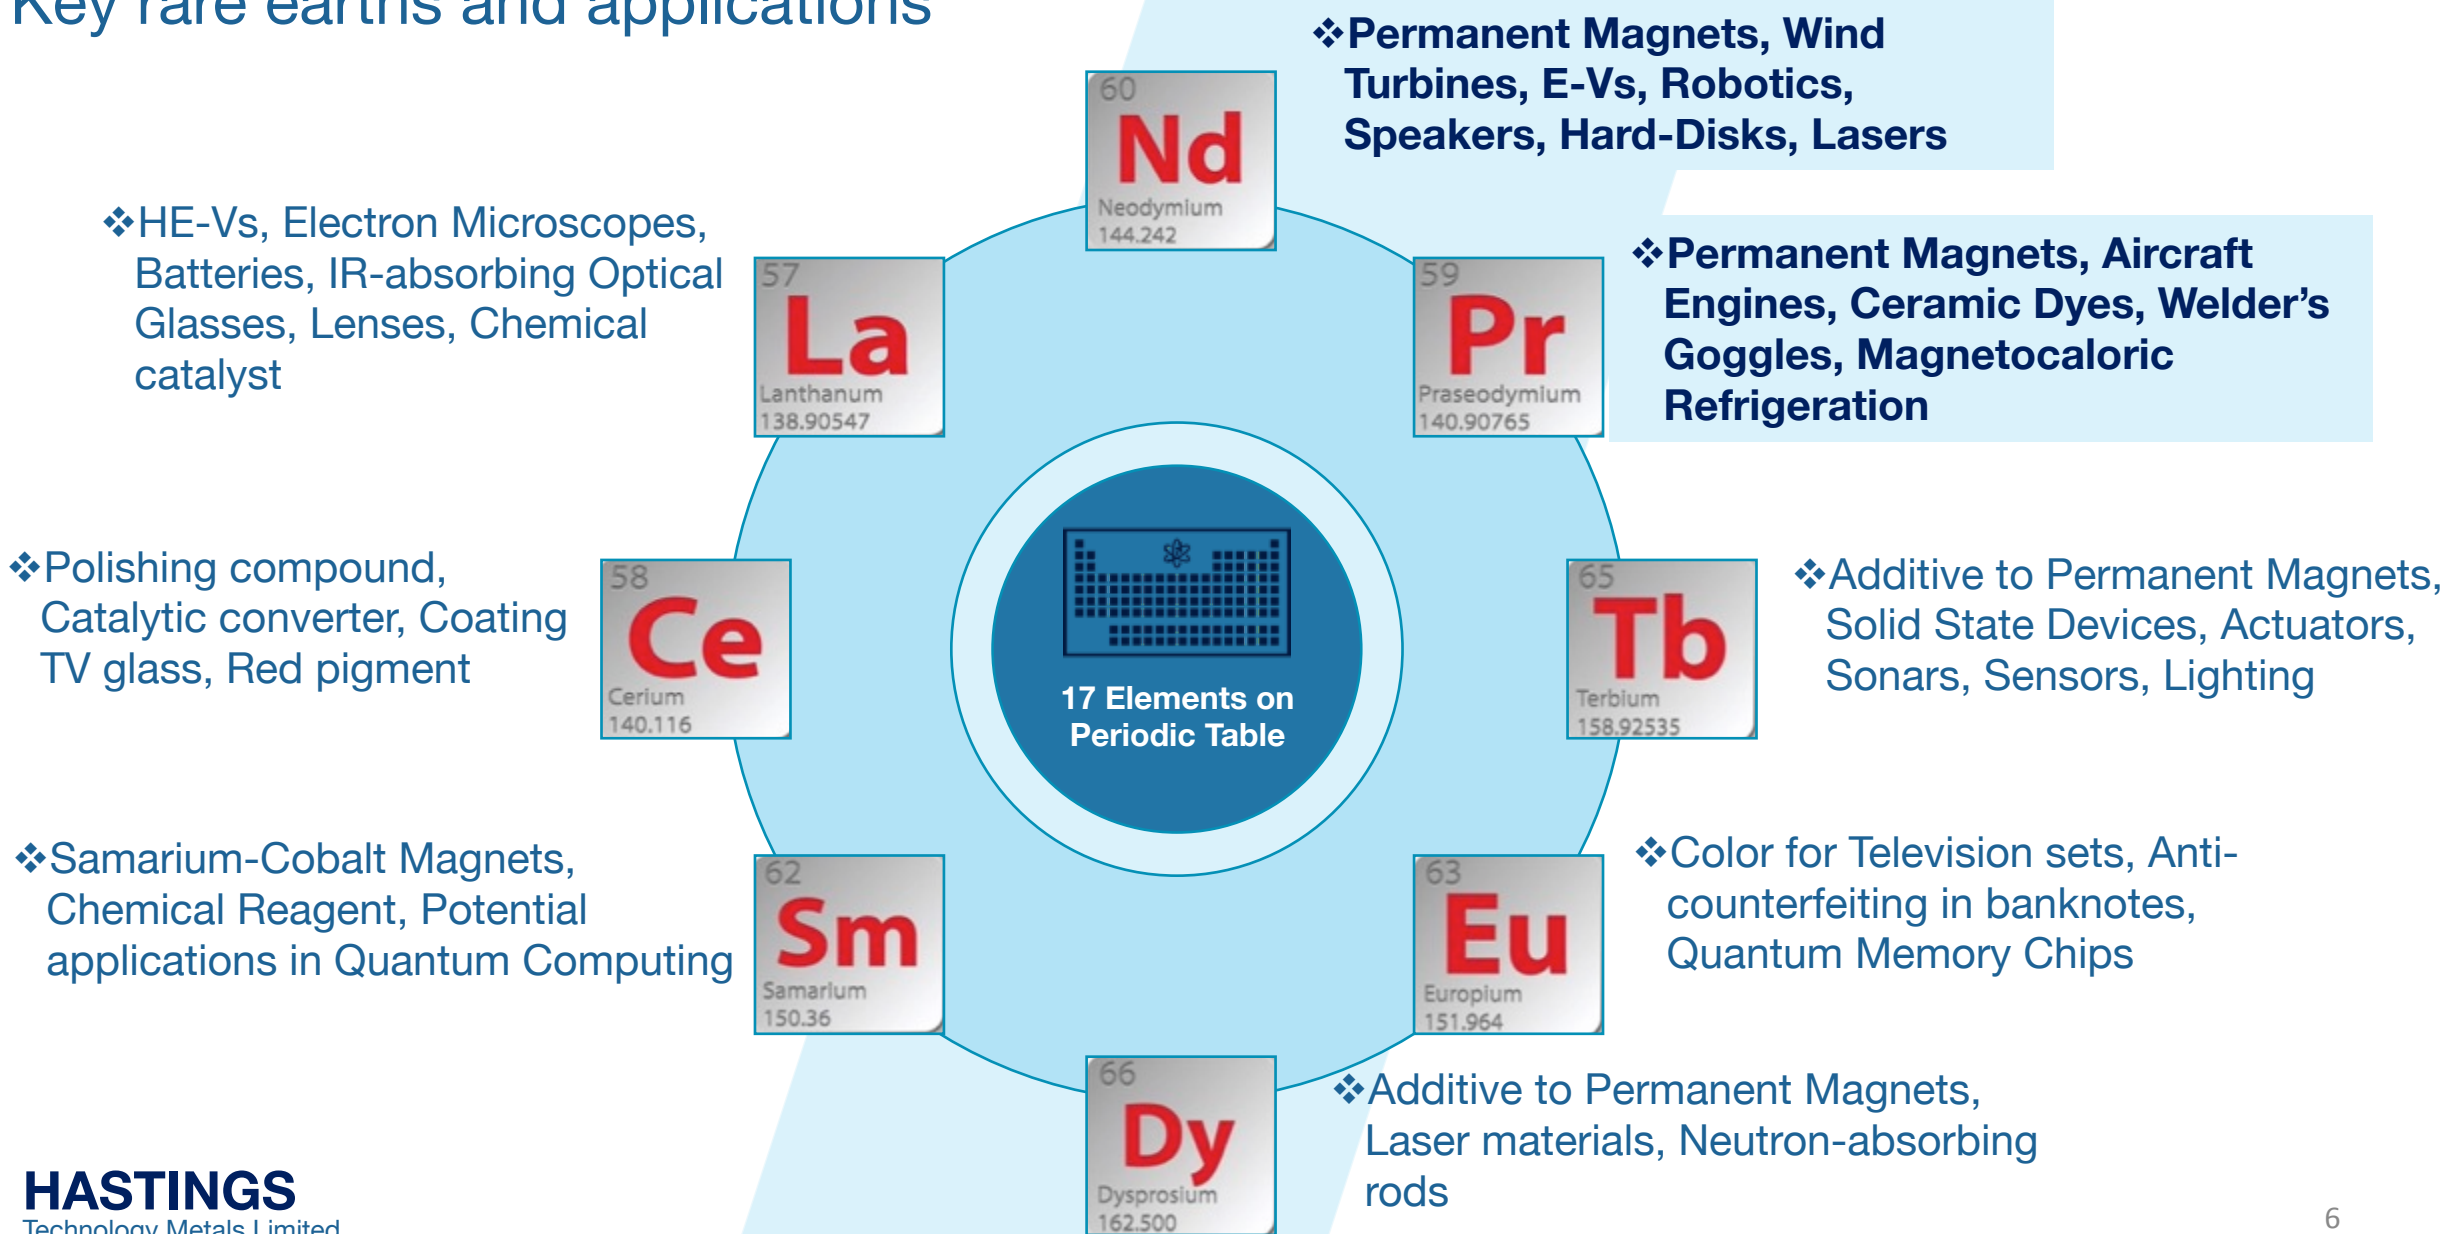 Key rare earths and applications
❖Permanent Magnets, Wind
Turbines, E-Vs, Robotics,
Speakers, Hard-Disks, Lasers
60
Nd
Neodymium
144.242
❖HE-Vs, Electron Microscopes,
Batteries, IR-absorbing Optical
Glasses, Lenses, Chemical
catalyst
57
La
Lanthanum
138.90547
59
Pr
Praseodymium
140.90765
❖Permanent Magnets, Aircraft
Engines, Ceramic Dyes, Welder’s
Goggles, Magnetocaloric
Refrigeration
❖Polishing compound,
Catalytic converter, Coating
TV glass, Red pigment
58
Ce
Cerium
140.116
17 Elements on
Periodic Table
65
Tb
Terbium
158.92535
❖Additive to Permanent Magnets,
Solid State Devices, Actuators,
Sonars, Sensors, Lighting
❖Samarium-Cobalt Magnets,
Chemical Reagent, Potential
applications in Quantum Computing
62
Sm
Samarium
150.36
63
Eu
Europium
151.964
❖Color for Television sets, Anti-
counterfeiting in banknotes,
Quantum Memory Chips
66
Dy
Dysprosium
162.500
❖Additive to Permanent Magnets,
Laser materials, Neutron-absorbing
rods
HASTINGS
Technology Metals Limited
6